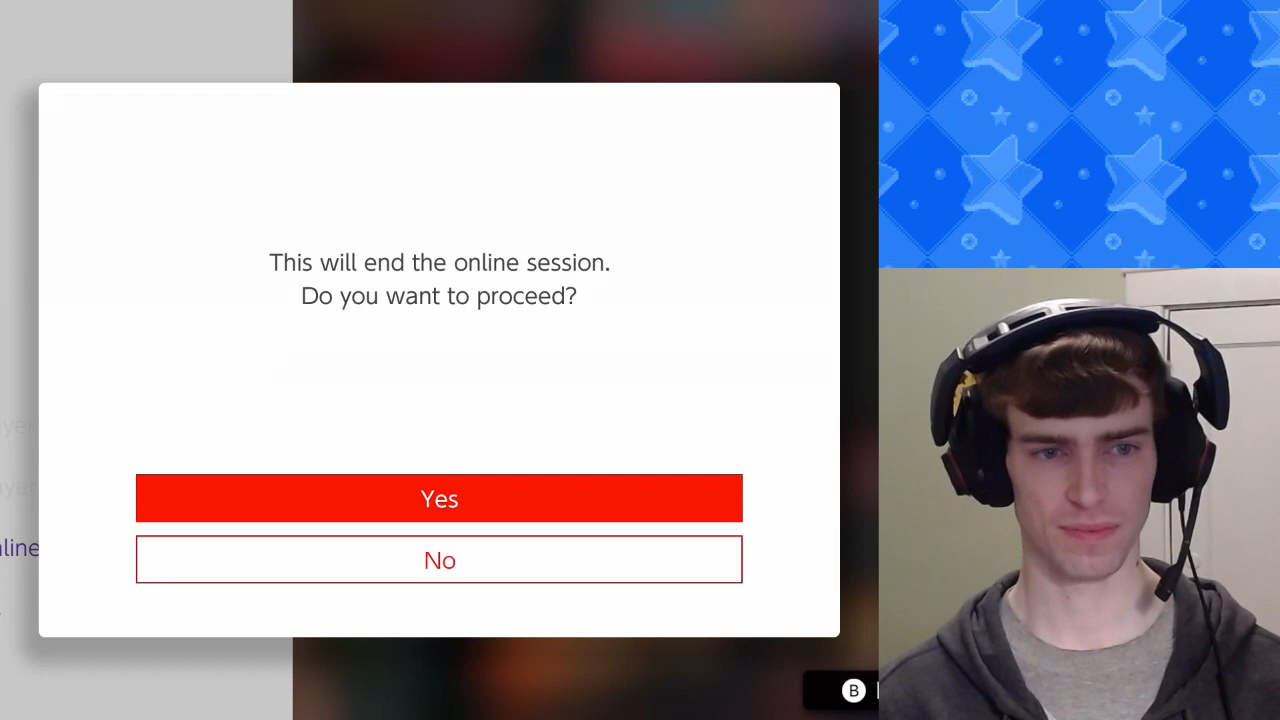 This will end the online session.
Do you want to proceed?
Yes
No
B